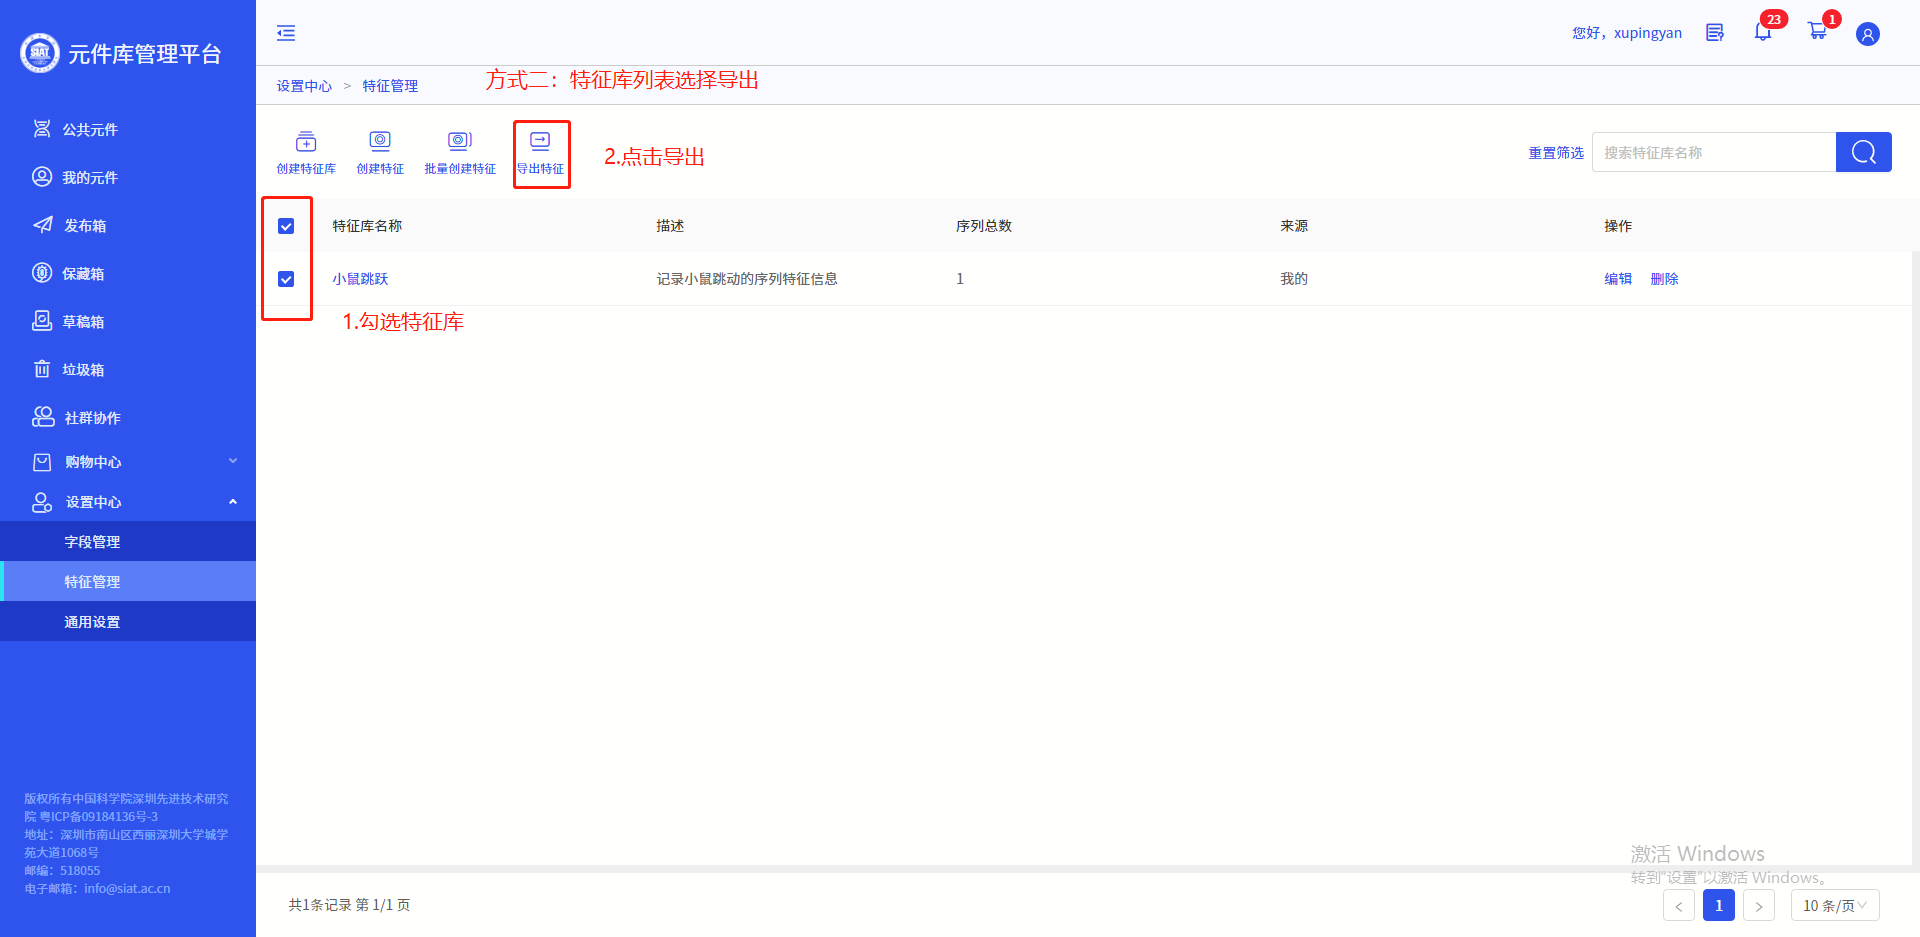 元件库管理平台
公共元件
我的元件
发布箱
保藏箱
草稿箱
垃圾箱
社群协作
购物中心
设置中心
字段管理
特征管理
通用设置
版权所有中国科学院深圳先进技术研究
院 粤ICP备09184136号-3
地址：深圳市南山区西丽深圳大学城学
苑大道1068号
邮编：518055
电子邮箱：info@siat.ac.cn
您好，xupingyan
23
1
设置中心 > 特征管理
方式二：特征库列表选择导出
创建特征库 创建特征 批量创建特征 导出特征
2.点击导出
重置筛选 搜索特征库名称
特征库名称 描述 序列总数 来源 操作
小鼠跳跃 记录小鼠跳动的序列特征信息 1 我的 编辑 删除
1.勾选特征库
激活 Windows
转到"设置"以激活 Windows。
共1条记录 第 1/1 页
< 1 > 10 条/页
SIAT